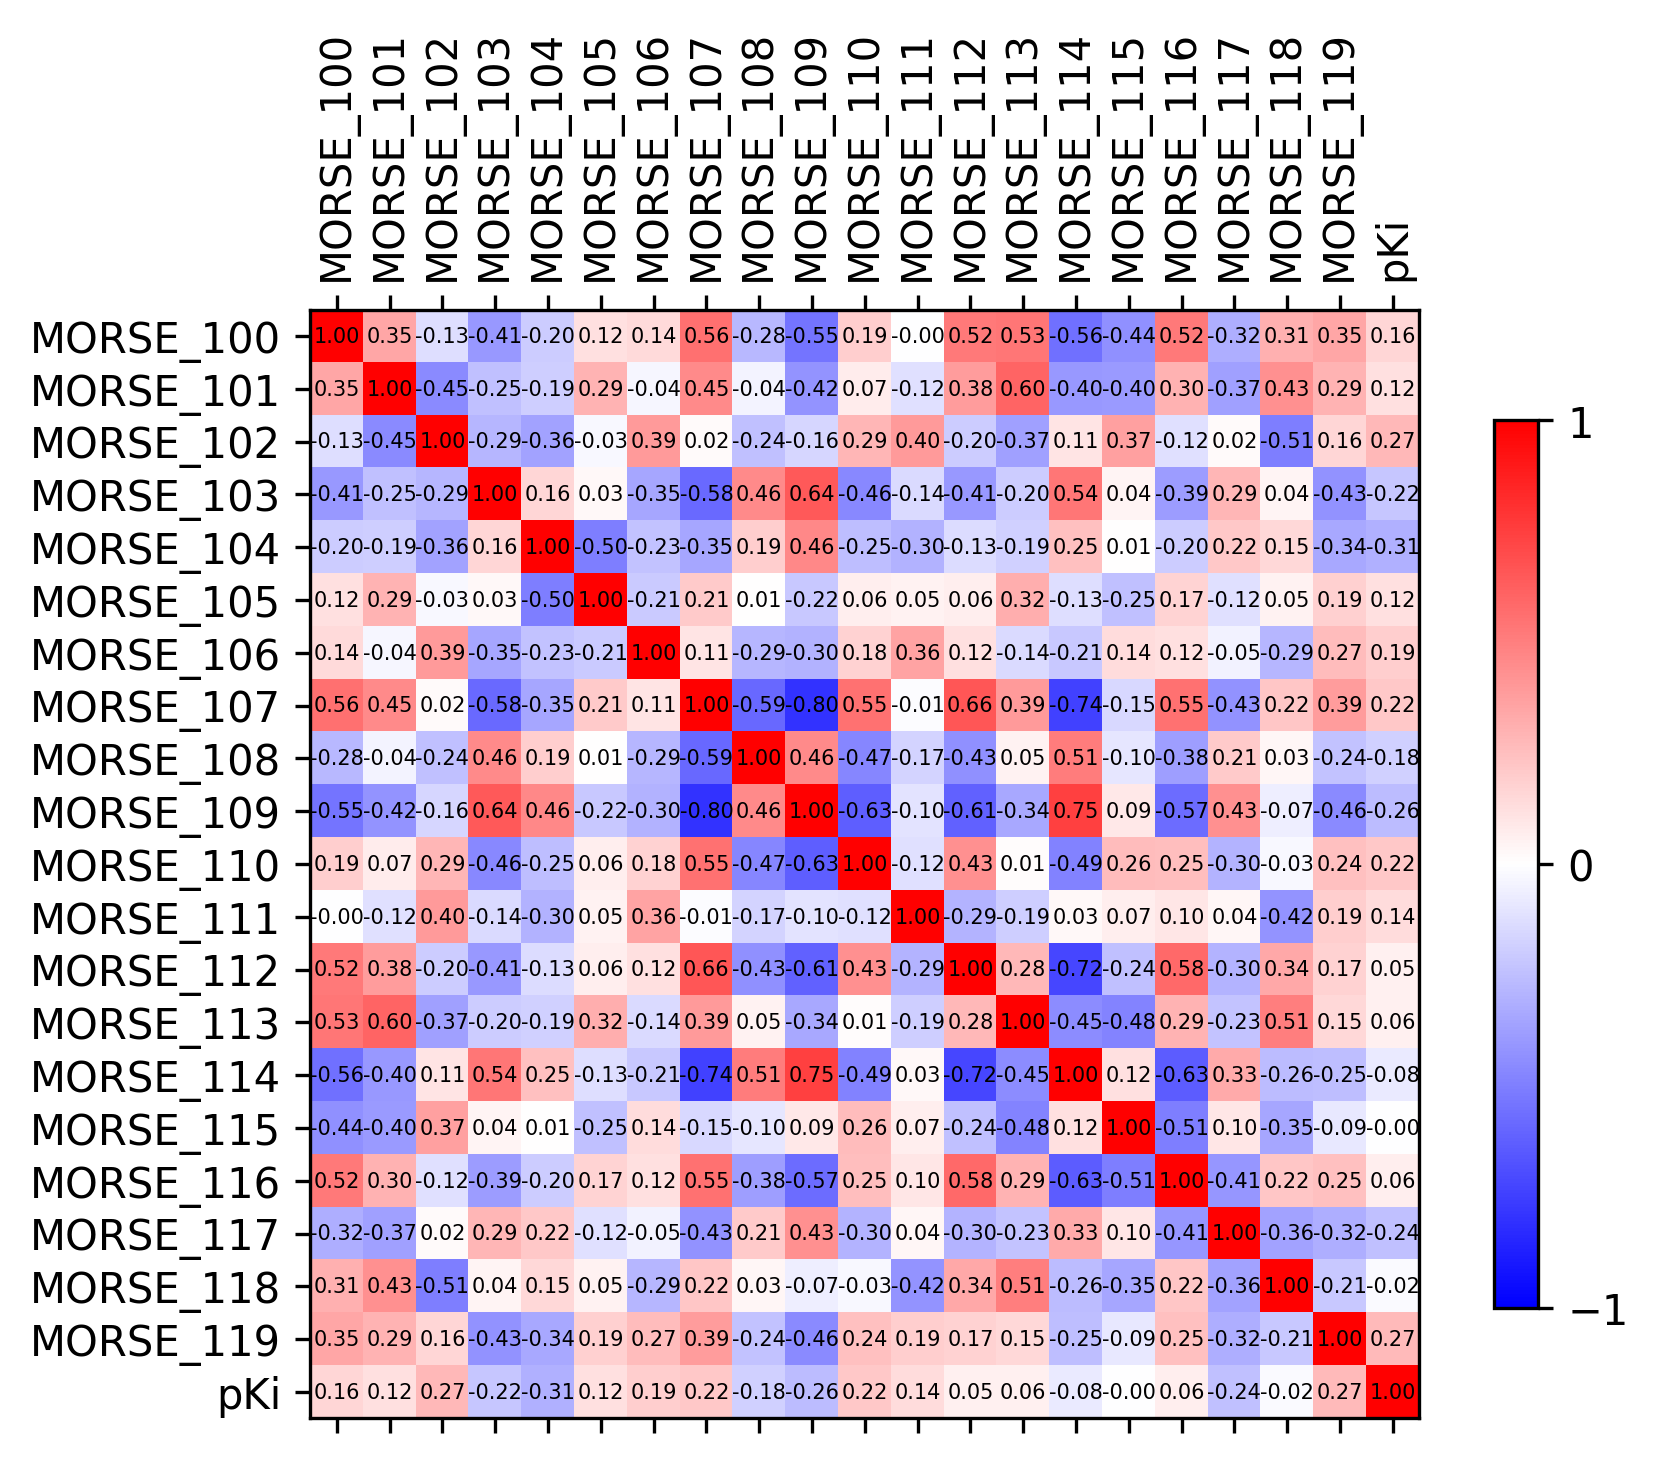 MORSE_100 MORSE_101 MORSE_102 MORSE_103 MORSE_104 MORSE_105 MORSE_106 MORSE_107 MORSE_108 MORSE_109 MORSE_110 MORSE_111 MORSE_112 MORSE_113 MORSE_114 MORSE_115 MORSE_116 MORSE_117 MORSE_118 MORSE_119 pKi
MORSE_100 1.00 0.35 -0.13 -0.41 -0.20 0.12 0.14 0.56 -0.28 -0.55 0.19 -0.00 0.52 0.53 -0.56 -0.44 0.52 -0.32 0.31 0.35 0.16
MORSE_101 0.35 1.00 -0.45 -0.25 -0.19 0.29 -0.04 0.45 -0.04 -0.42 0.07 -0.12 0.38 0.60 -0.40 -0.40 0.30 -0.37 0.43 0.29 0.12
MORSE_102 -0.13 -0.45 1.00 -0.29 -0.36 -0.03 0.39 0.02 -0.24 -0.16 0.29 0.40 -0.20 -0.37 0.11 0.37 -0.12 0.02 -0.51 0.16 0.27
MORSE_103 -0.41 -0.25 -0.29 1.00 0.16 0.03 -0.35 -0.58 0.46 0.64 -0.46 -0.14 -0.41 -0.20 0.54 0.04 -0.39 0.29 0.04 -0.43 -0.22
MORSE_104 -0.20 -0.19 -0.36 0.16 1.00 -0.50 -0.23 -0.35 0.19 0.46 -0.25 -0.30 -0.13 -0.19 0.25 0.01 -0.20 0.22 0.15 -0.34 -0.31
MORSE_105 0.12 0.29 -0.03 0.03 -0.50 1.00 -0.21 0.21 0.01 -0.22 0.06 0.05 0.06 0.32 -0.13 -0.25 0.17 -0.12 0.05 0.19 0.12
MORSE_106 0.14 -0.04 0.39 -0.35 -0.23 -0.21 1.00 0.11 -0.29 -0.30 0.18 0.36 0.12 -0.14 -0.21 0.14 0.12 -0.05 -0.29 0.27 0.19
MORSE_107 0.56 0.45 0.02 -0.58 -0.35 0.21 0.11 1.00 -0.59 -0.80 0.55 -0.01 0.66 0.39 -0.74 -0.15 0.55 -0.43 0.22 0.39 0.22
MORSE_108 -0.28 -0.04 -0.24 0.46 0.19 0.01 -0.29 -0.59 1.00 0.46 -0.47 -0.17 -0.43 0.05 0.51 -0.10 -0.38 0.21 0.03 -0.24 -0.18
MORSE_109 -0.55 -0.42 -0.16 0.64 0.46 -0.22 -0.30 -0.80 0.46 1.00 -0.63 -0.10 -0.61 -0.34 0.75 0.09 -0.57 0.43 -0.07 -0.46 -0.26
MORSE_110 0.19 0.07 0.29 -0.46 -0.25 0.06 0.18 0.55 -0.47 -0.63 1.00 -0.12 0.43 0.01 -0.49 0.26 0.25 -0.30 -0.03 0.24 0.22
MORSE_111 -0.00 -0.12 0.40 -0.14 -0.30 0.05 0.36 -0.01 -0.17 -0.10 -0.12 1.00 -0.29 -0.19 0.03 0.07 0.10 0.04 -0.42 0.19 0.14
MORSE_112 0.52 0.38 -0.20 -0.41 -0.13 0.06 0.12 0.66 -0.43 -0.61 0.43 -0.29 1.00 0.28 -0.72 -0.24 0.58 -0.30 0.34 0.17 0.05
MORSE_113 0.53 0.60 -0.37 -0.20 -0.19 0.32 -0.14 0.39 0.05 -0.34 0.01 -0.19 0.28 1.00 -0.45 -0.48 0.29 -0.23 0.51 0.15 0.06
MORSE_114 -0.56 -0.40 0.11 0.54 0.25 -0.13 -0.21 -0.74 0.51 0.75 -0.49 0.03 -0.72 -0.45 1.00 0.12 -0.63 0.33 -0.26 -0.25 -0.08
MORSE_115 -0.44 -0.40 0.37 0.04 0.01 -0.25 0.14 -0.15 -0.10 0.09 0.26 0.07 -0.24 -0.48 0.12 1.00 -0.51 0.10 -0.35 -0.09 -0.00
MORSE_116 0.52 0.30 -0.12 -0.39 -0.20 0.17 0.12 0.55 -0.38 -0.57 0.25 0.10 0.58 0.29 -0.63 -0.51 1.00 -0.41 0.22 0.25 0.06
MORSE_117 -0.32 -0.37 0.02 0.29 0.22 -0.12 -0.05 -0.43 0.21 0.43 -0.30 0.04 -0.30 -0.23 0.33 0.10 -0.41 1.00 -0.36 -0.32 -0.24
MORSE_118 0.31 0.43 -0.51 0.04 0.15 0.05 -0.29 0.22 0.03 -0.07 -0.03 -0.42 0.34 0.51 -0.26 -0.35 0.22 -0.36 1.00 -0.21 -0.02
MORSE_119 0.35 0.29 0.16 -0.43 -0.34 0.19 0.27 0.39 -0.24 -0.46 0.24 0.19 0.17 0.15 -0.25 -0.09 0.25 -0.32 -0.21 1.00 0.27
pKi 0.16 0.12 0.27 -0.22 -0.31 0.12 0.19 0.22 -0.18 -0.26 0.22 0.14 0.05 0.06 -0.08 -0.00 0.06 -0.24 -0.02 0.27 1.00
1
0
−1